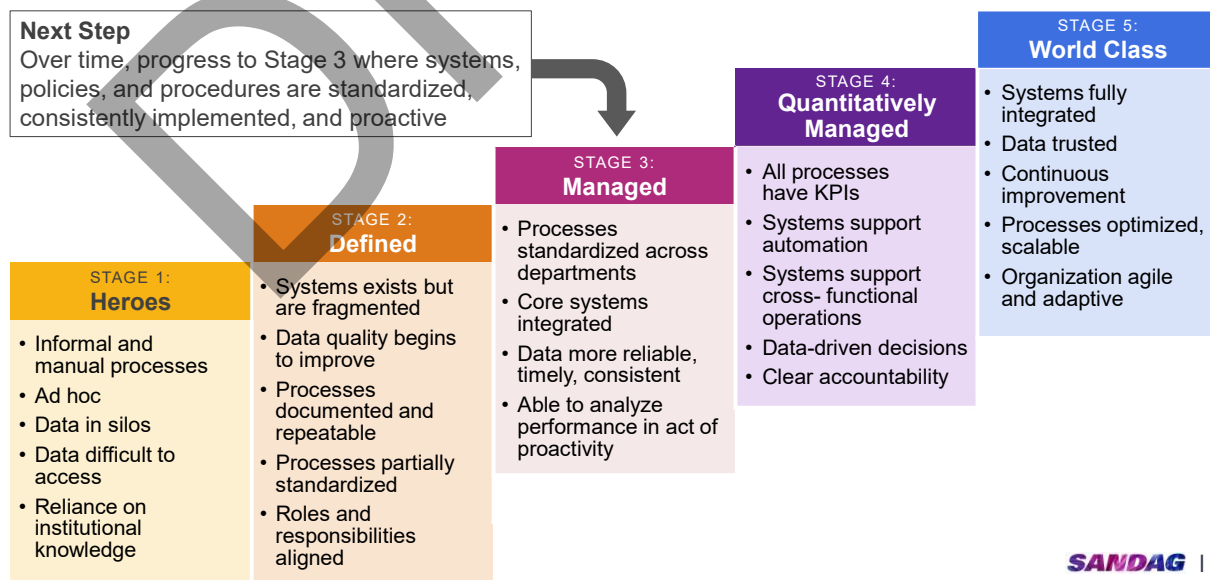 Next Step
Over time, progress to Stage 3 where systems,
policies, and procedures are standardized,
consistently implemented, and proactive
STAGE 1:
Heroes
• Informal and
manual processes
• Ad hoc
• Data in silos
• Data difficult to
access
• Reliance on
institutional
knowledge
STAGE 2:
Defined
• Systems exists but
are fragmented
• Data quality begins
to improve
• Processes
documented and
repeatable
• Processes partially
standardized
• Roles and
responsibilities
aligned
STAGE 3:
Managed
• Processes
standardized across
departments
• Core systems
integrated
• Data more reliable,
timely, consistent
• Able to analyze
performance in act of
proactivity
STAGE 4:
Quantitatively
Managed
• All processes
have KPIs
• Systems support
automation
• Systems support
cross- functional
operations
• Data-driven decisions
• Clear accountability
STAGE 5:
World Class
• Systems fully
integrated
• Data trusted
• Continuous
improvement
• Processes optimized,
scalable
• Organization agile
and adaptive
SANDAG |